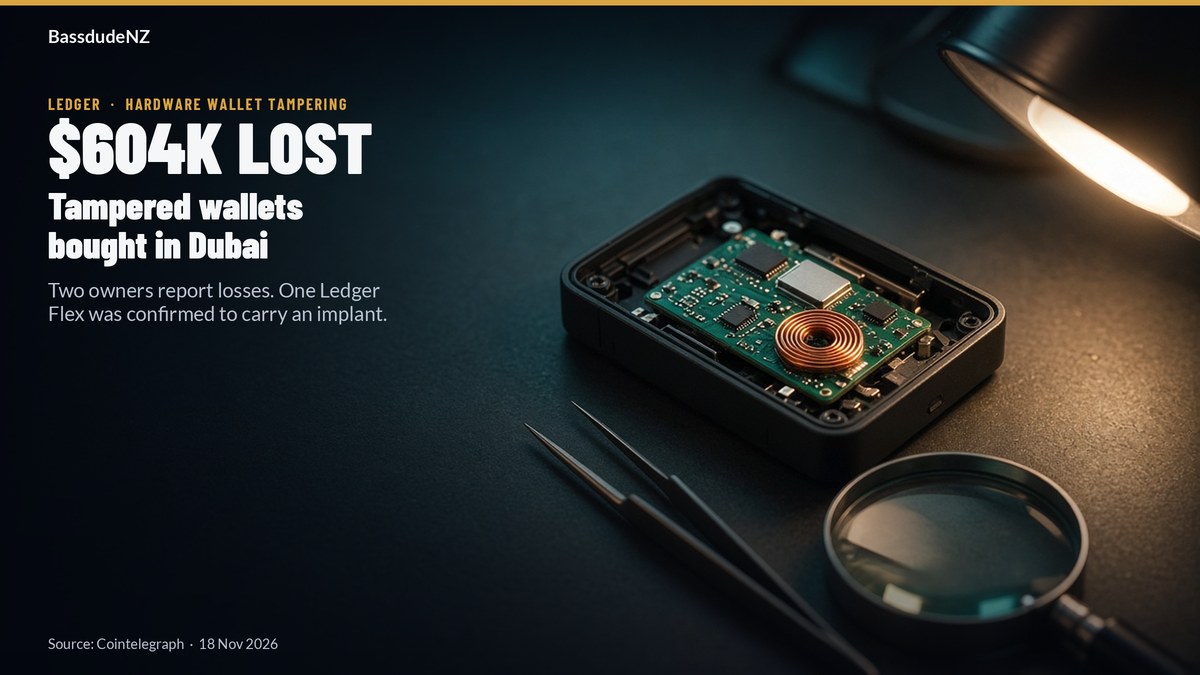 BassdudeNZ
LEDGER · HARDWARE WALLET TAMPERING
$604K LOST
Tampered wallets
bought in Dubai
Two owners report losses. One Ledger
Flex was confirmed to carry an implant.
Source: Cointelegraph · 18 Nov 2026